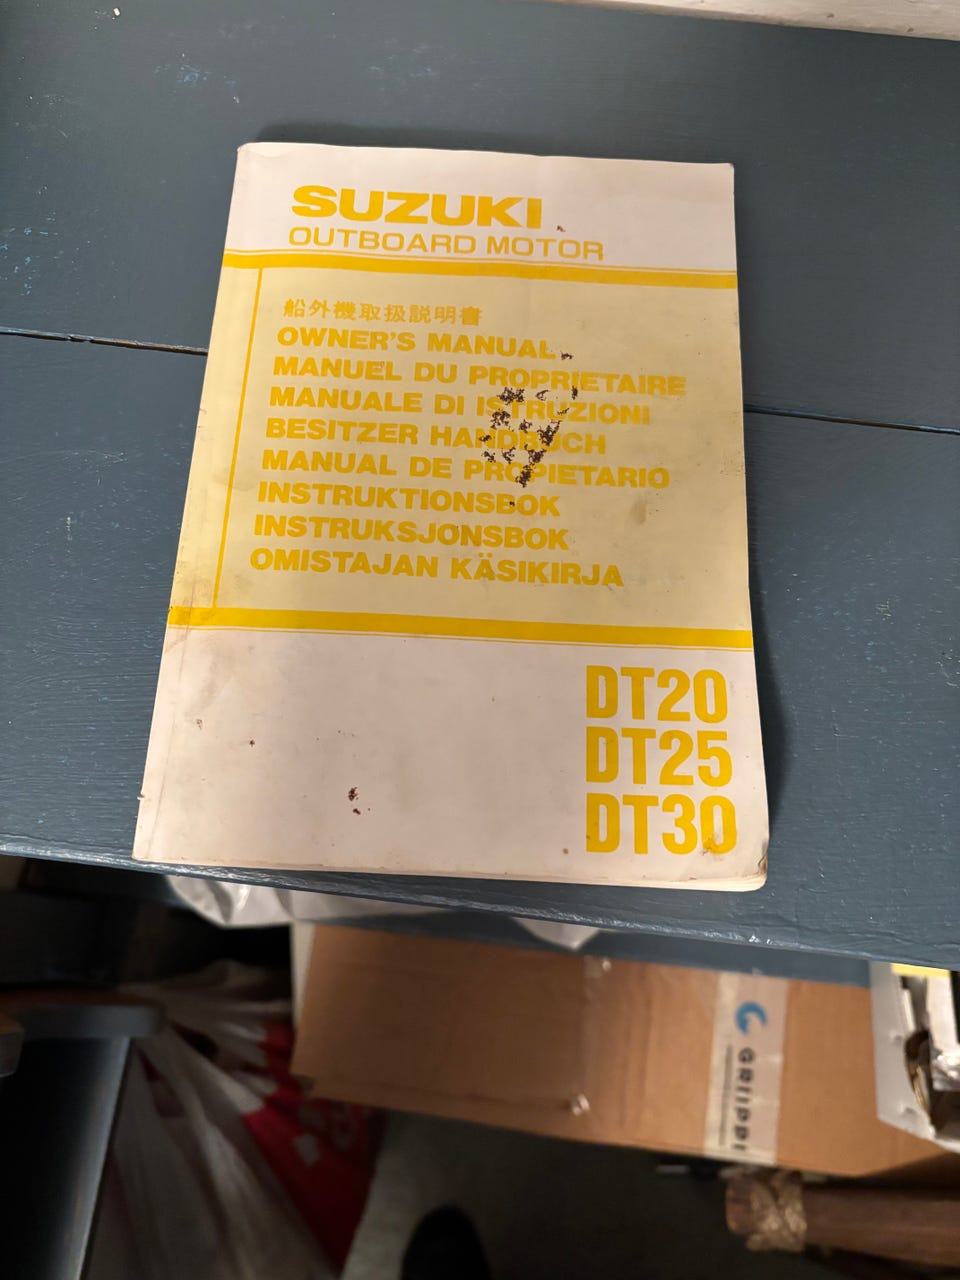 SUZUKI
OUTBOARD MOTOR
船外機取扱説明書
OWNER'S MANUAL
MANUEL DU PROPRIETAIRE
MANUALE DI ISTRUZIONI
BESITZER HANDBUCH
MANUAL DE PROPIETARIO
INSTRUKTIONSBOK
INSTRUKSJONSBOK
OMISTAJAN KÄSIKIRJA
DT20
DT25
DT30
GRIIPPI